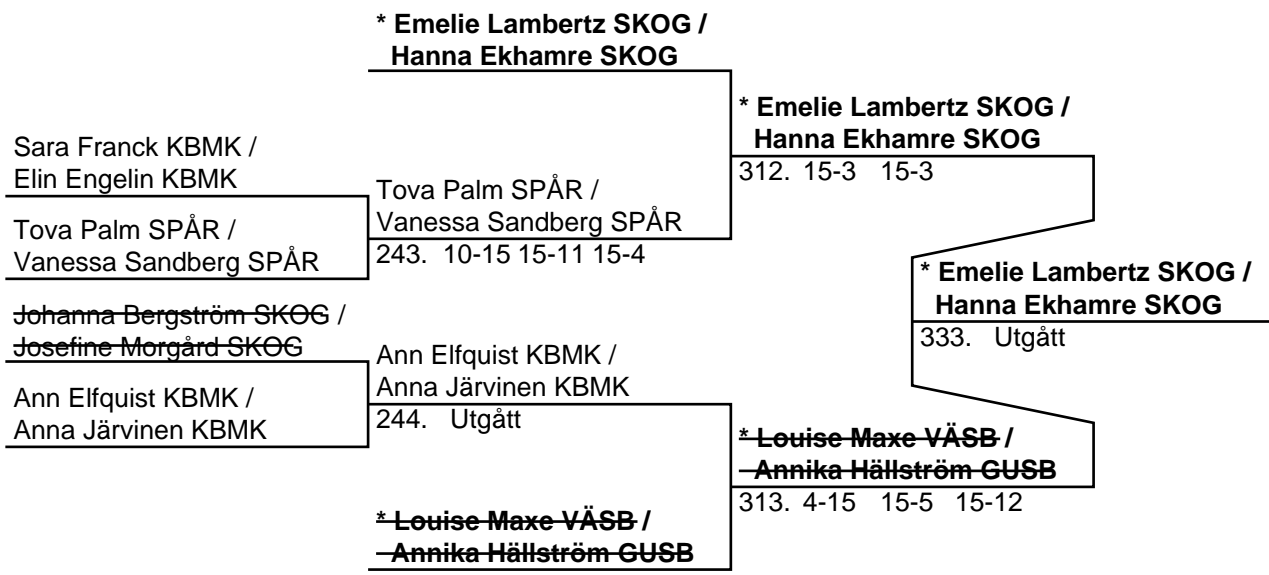 * Emelie Lambertz SKOG /
Hanna Ekhamre SKOG
* Emelie Lambertz SKOG /
Hanna Ekhamre SKOG
312. 15-3 15-3
Sara Franck KBMK /
Elin Engelin KBMK
Tova Palm SPÅR /
Vanessa Sandberg SPÅR
243. 10-15 15-11 15-4
Tova Palm SPÅR /
Vanessa Sandberg SPÅR
* Emelie Lambertz SKOG /
Hanna Ekhamre SKOG
333. Utgått
Johanna Bergström SKOG /
Josefine Morgård SKOG
Ann Elfquist KBMK /
Anna Järvinen KBMK
244. Utgått
Ann Elfquist KBMK /
Anna Järvinen KBMK
* Louise Maxe VÄSB /
Annika Hällström GUSB
313. 4-15 15-5 15-12
* Louise Maxe VÄSB /
Annika Hällström GUSB